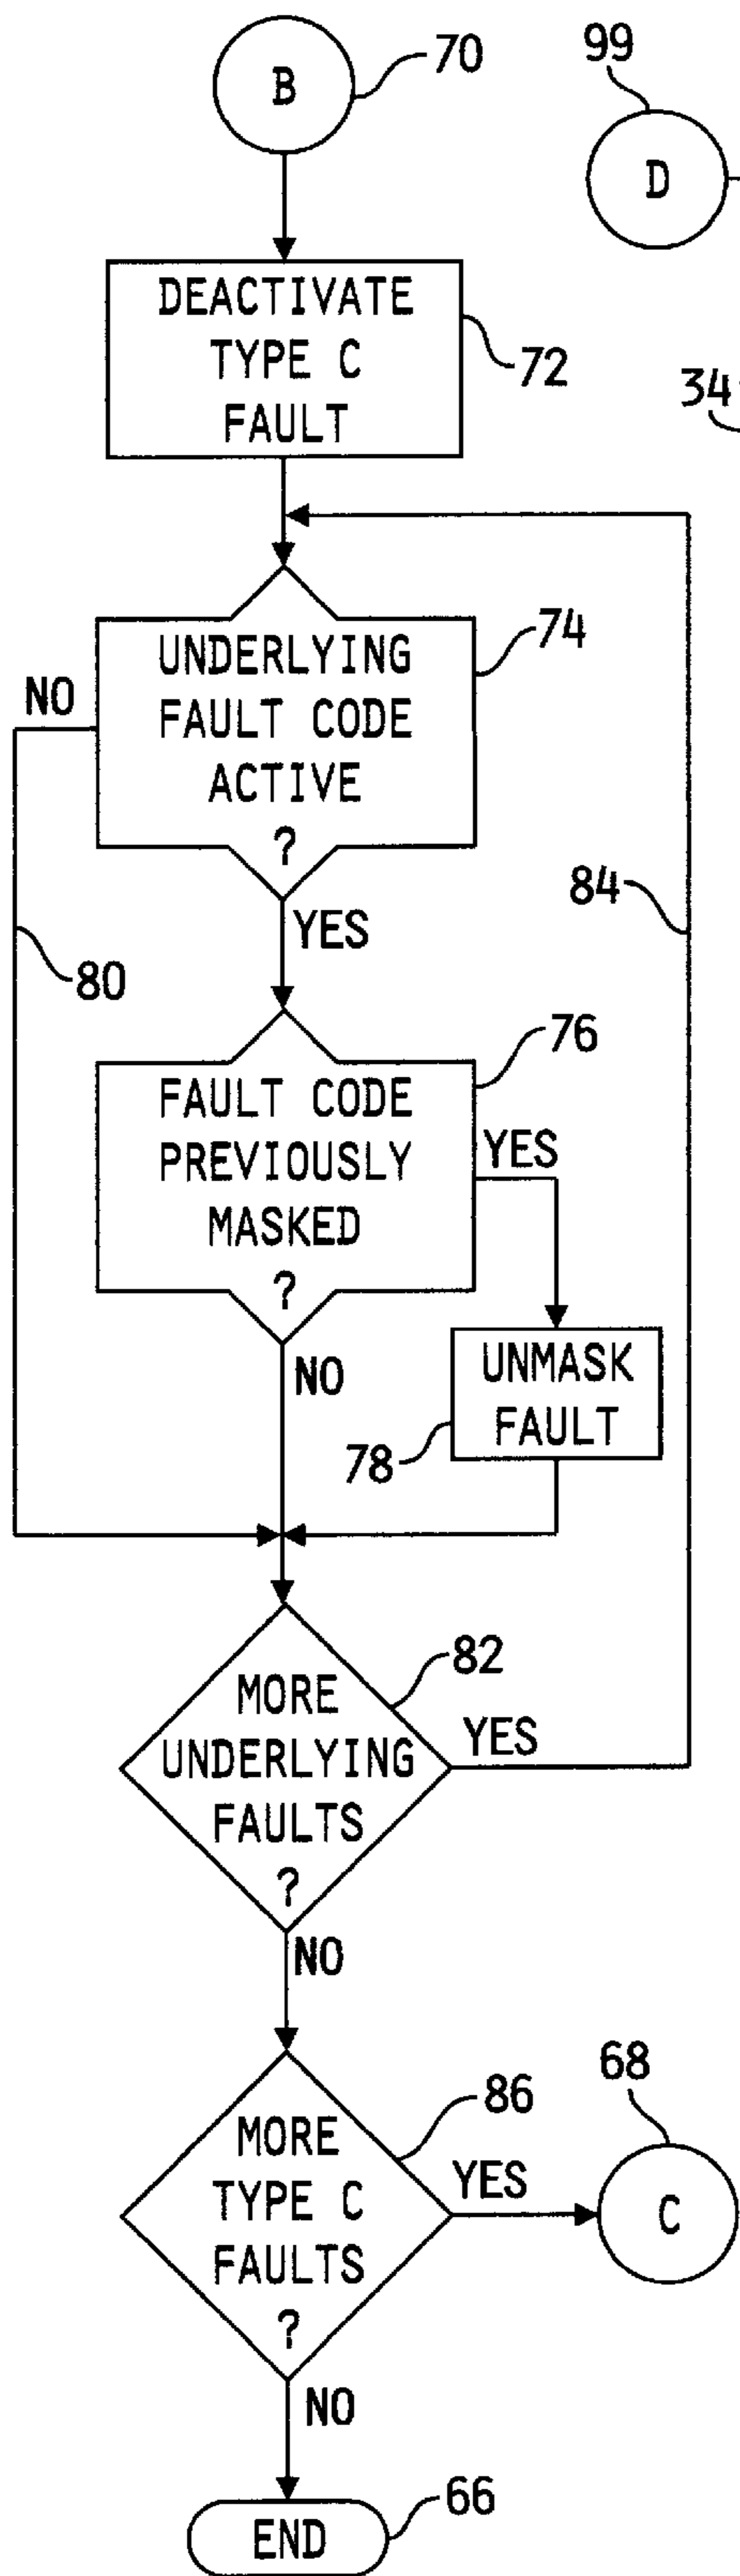 B
70
99
D
DEACTIVATE
TYPE C
FAULT
72
34
UNDERLYING
FAULT CODE
ACTIVE
?
74
NO
YES
80
84
FAULT CODE
PREVIOUSLY
MASKED
?
76
YES
NO
UNMASK
FAULT
78
MORE
UNDERLYING
FAULTS
?
82
YES
NO
MORE
TYPE C
FAULTS
?
86
YES
68
C
NO
END
66